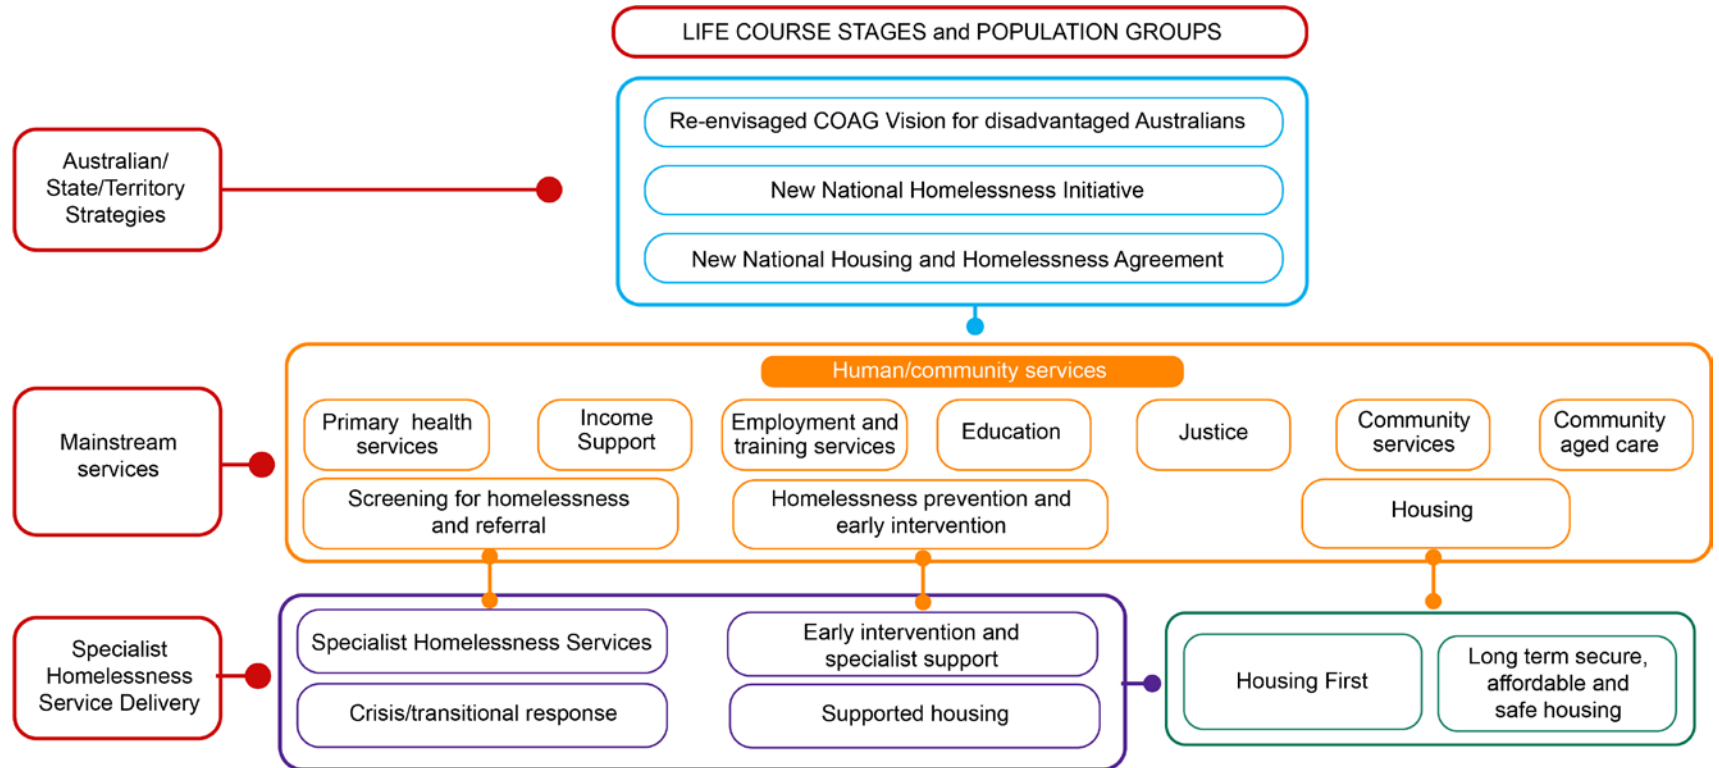 LIFE COURSE STAGES and POPULATION GROUPS
Australian/
State/Territory
Strategies
Re-envisaged COAG Vision for disadvantaged Australians
New National Homelessness Initiative
New National Housing and Homelessness Agreement
Mainstream
services
Human/community services
Primary health
services
Income
Support
Employment and
training services
Education
Justice
Community
services
Community
aged care
Screening for homelessness
and referral
Homelessness prevention and
early intervention
Housing
Specialist
Homelessness
Service Delivery
Specialist Homelessness Services
Early intervention and
specialist support
Crisis/transitional response
Supported housing
Housing First
Long term secure,
affordable and
safe housing